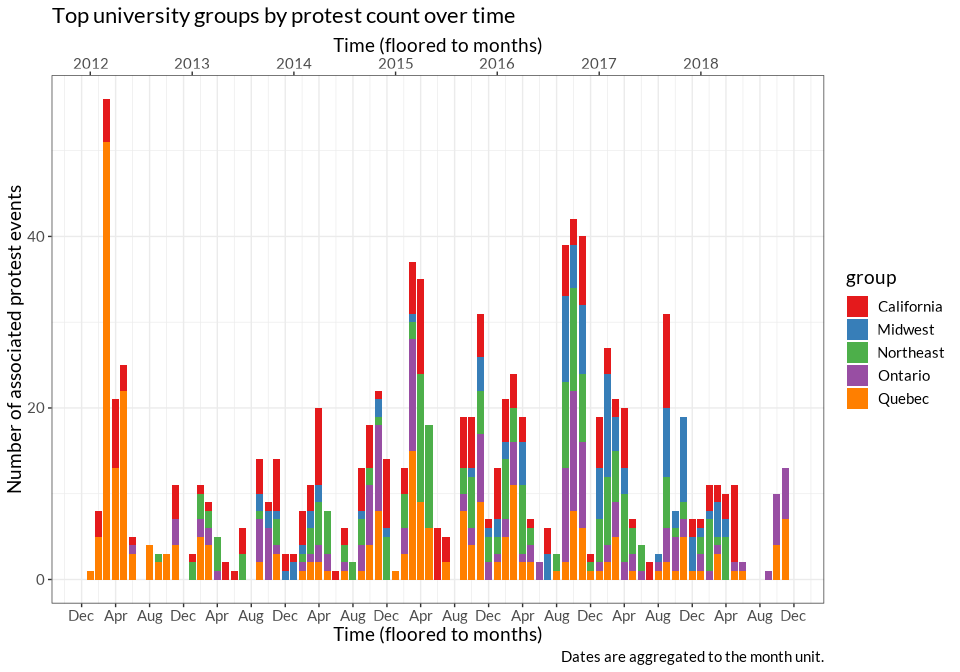 Top university groups by protest count over time
Time (floored to months)
2012 2013 2014 2015 2016 2017 2018
Number of associated protest events
40
20
0
group
California
Midwest
Northeast
Ontario
Quebec
Dec Apr Aug Dec Apr Aug Dec Apr Aug Dec Apr Aug Dec Apr Aug Dec Apr Aug Dec Apr Aug Dec
Time (floored to months)
Dates are aggregated to the month unit.